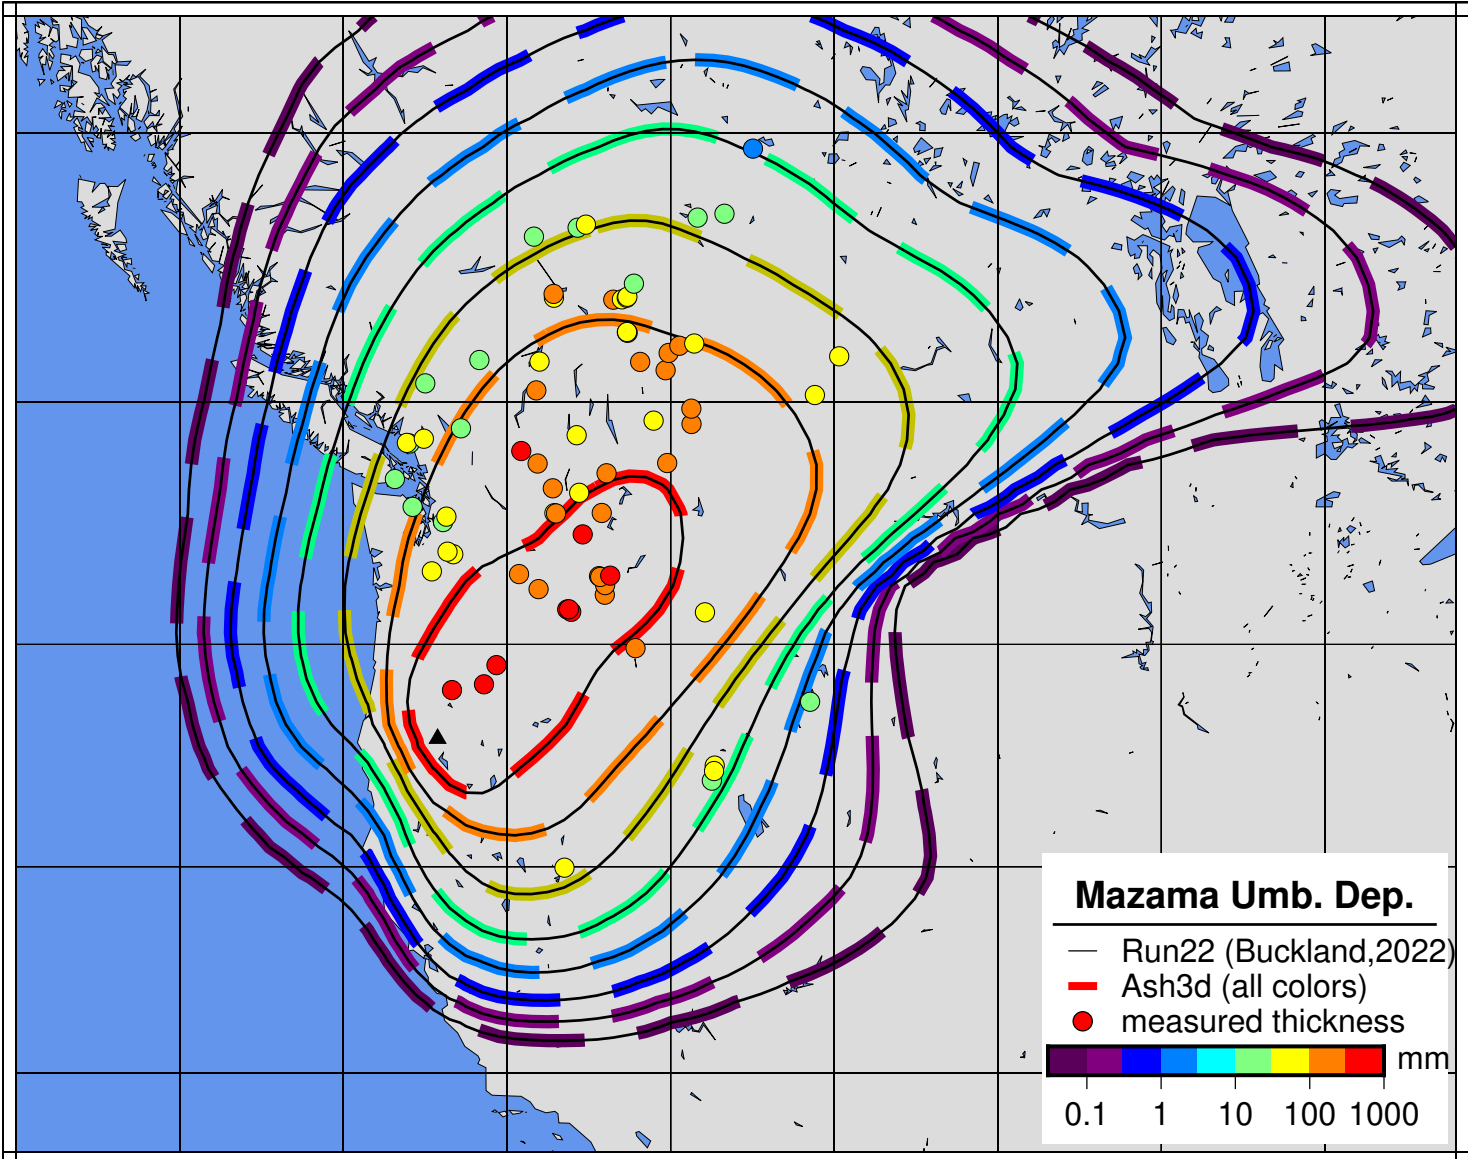 Mazama Umb. Dep.
Run22 (Buckland,2022)
Ash3d (all colors)
measured thickness
mm
0.1 1 10 100 1000